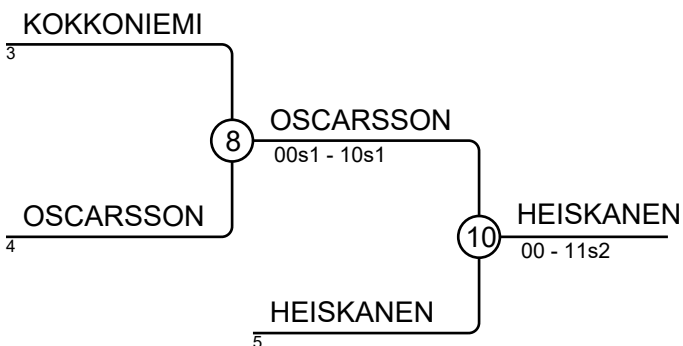 KOKKONIEMI
3
8
OSCARSSON
00s1 - 10s1
OSCARSSON
4
10
HEISKANEN
00 - 11s2
HEISKANEN
5